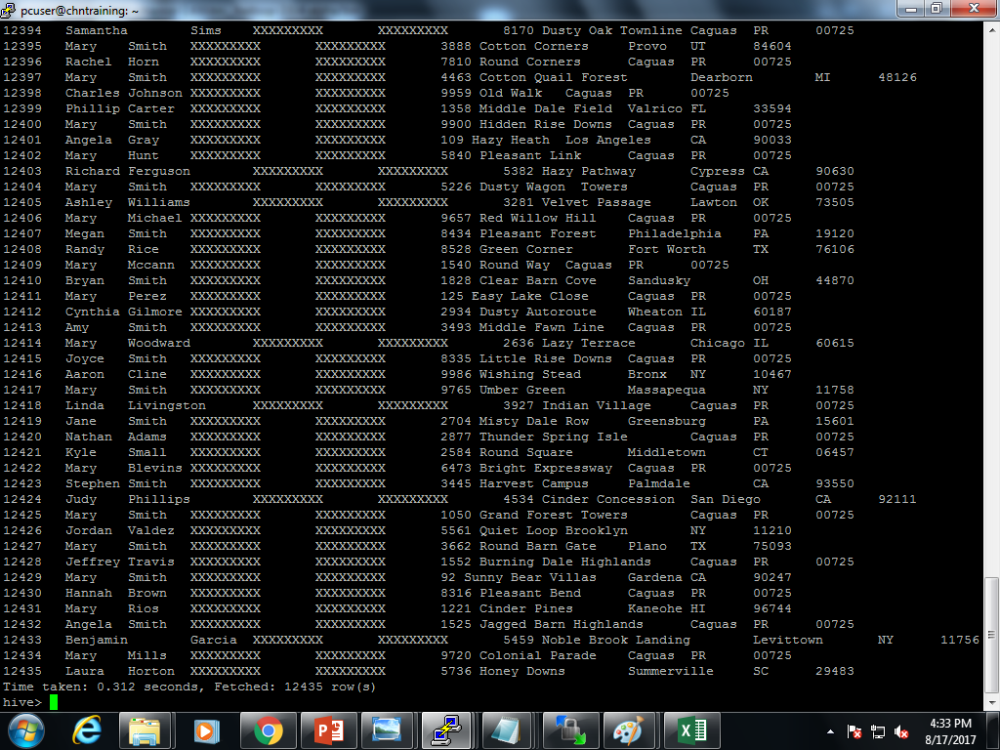 pcuser@chntraining: ~
12394 Samantha Sims XXXXXXXXX XXXXXXXXX 8170 Dusty Oak Townline Caguas PR 00725
12395 Mary Smith XXXXXXXXX XXXXXXXXX 3888 Cotton Corners Provo UT 84604
12396 Rachel Horn XXXXXXXXX XXXXXXXXX 7810 Round Corners Caguas PR 00725
12397 Mary Smith XXXXXXXXX XXXXXXXXX 4463 Cotton Quail Forest Dearborn MI 48126
12398 Charles Johnson XXXXXXXXX XXXXXXXXX 9959 Old Walk Caguas PR 00725
12399 Phillip Carter XXXXXXXXX XXXXXXXXX 1358 Middle Dale Field Valrico FL 33594
12400 Mary Smith XXXXXXXXX XXXXXXXXX 9900 Hidden Rise Downs Caguas PR 00725
12401 Angela Gray XXXXXXXXX XXXXXXXXX 109 Hazy Heath Los Angeles CA 90033
12402 Mary Hunt XXXXXXXXX XXXXXXXXX 5840 Pleasant Link Caguas PR 00725
12403 Richard Ferguson XXXXXXXXX XXXXXXXXX 5382 Hazy Pathway Cypress CA 90630
12404 Mary Smith XXXXXXXXX XXXXXXXXX 5226 Dusty Wagon Towers Caguas PR 00725
12405 Ashley Williams XXXXXXXXX XXXXXXXXX 3281 Velvet Passage Lawton OK 73505
12406 Mary Michael XXXXXXXXX XXXXXXXXX 9657 Red Willow Hill Caguas PR 00725
12407 Megan Smith XXXXXXXXX XXXXXXXXX 8434 Pleasant Forest Philadelphia PA 19120
12408 Randy Rice XXXXXXXXX XXXXXXXXX 8528 Green Corner Fort Worth TX 76106
12409 Mary Mccann XXXXXXXXX XXXXXXXXX 1540 Round Way Caguas PR 00725
12410 Bryan Smith XXXXXXXXX XXXXXXXXX 1828 Clear Barn Cove Sandusky OH 44870
12411 Mary Perez XXXXXXXXX XXXXXXXXX 125 Easy Lake Close Caguas PR 00725
12412 Cynthia Gilmore XXXXXXXXX XXXXXXXXX 2934 Dusty Autoroute Wheaton IL 60187
12413 Amy Smith XXXXXXXXX XXXXXXXXX 3493 Middle Fawn Line Caguas PR 00725
12414 Mary Woodward XXXXXXXXX XXXXXXXXX 2636 Lazy Terrace Chicago IL 60615
12415 Joyce Smith XXXXXXXXX XXXXXXXXX 8335 Little Rise Downs Caguas PR 00725
12416 Aaron Cline XXXXXXXXX XXXXXXXXX 9986 Wishing Stead Bronx NY 10467
12417 Mary Smith XXXXXXXXX XXXXXXXXX 9765 Umber Green Massapequa NY 11758
12418 Linda Livingston XXXXXXXXX XXXXXXXXX 3927 Indian Village Caguas PR 00725
12419 Jane Smith XXXXXXXXX XXXXXXXXX 2704 Misty Dale Row Greensburg PA 15601
12420 Nathan Adams XXXXXXXXX XXXXXXXXX 2877 Thunder Spring Isle Caguas PR 00725
12421 Kyle Small XXXXXXXXX XXXXXXXXX 2584 Round Square Middletown CT 06457
12422 Mary Blevins XXXXXXXXX XXXXXXXXX 6473 Bright Expressway Caguas PR 00725
12423 Stephen Smith XXXXXXXXX XXXXXXXXX 3445 Harvest Campus Palmdale CA 93550
12424 Judy Phillips XXXXXXXXX XXXXXXXXX 4534 Cinder Concession San Diego CA 92111
12425 Mary Smith XXXXXXXXX XXXXXXXXX 1050 Grand Forest Towers Caguas PR 00725
12426 Jordan Valdez XXXXXXXXX XXXXXXXXX 5561 Quiet Loop Brooklyn NY 11210
12427 Mary Smith XXXXXXXXX XXXXXXXXX 3662 Round Barn Gate Plano TX 75093
12428 Jeffrey Travis XXXXXXXXX XXXXXXXXX 1552 Burning Dale Highlands Caguas PR 00725
12429 Mary Smith XXXXXXXXX XXXXXXXXX 92 Sunny Bear Villas Gardena CA 90247
12430 Hannah Brown XXXXXXXXX XXXXXXXXX 8316 Pleasant Bend Caguas PR 00725
12431 Mary Rios XXXXXXXXX XXXXXXXXX 1221 Cinder Pines Kaneohe HI 96744
12432 Angela Smith XXXXXXXXX XXXXXXXXX 1525 Jagged Barn Highlands Caguas PR 00725
12433 Benjamin Garcia XXXXXXXXX XXXXXXXXX 5459 Noble Brook Landing Levittown NY 11756
12434 Mary Mills XXXXXXXXX XXXXXXXXX 9720 Colonial Parade Caguas PR 00725
12435 Laura Horton XXXXXXXXX XXXXXXXXX 5736 Honey Downs Summerville SC 29483
Time taken: 0.312 seconds, Fetched: 12435 row(s)
hive>
4:33 PM
8/17/2017